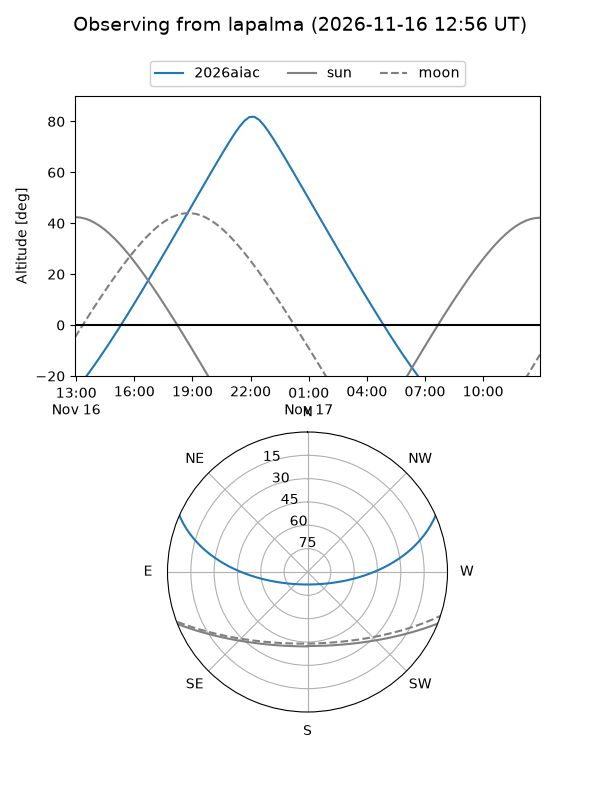 Observing from lapalma (2026-11-16 12:56 UT)
2026aiac sun moon
Altitude [deg]
80
60
40
20
0
−20
13:00 16:00 19:00 22:00 01:00 04:00 07:00 10:00
Nov 16 Nov 17
N
NE NW
15
30
45
60
75
E W
SE SW
S